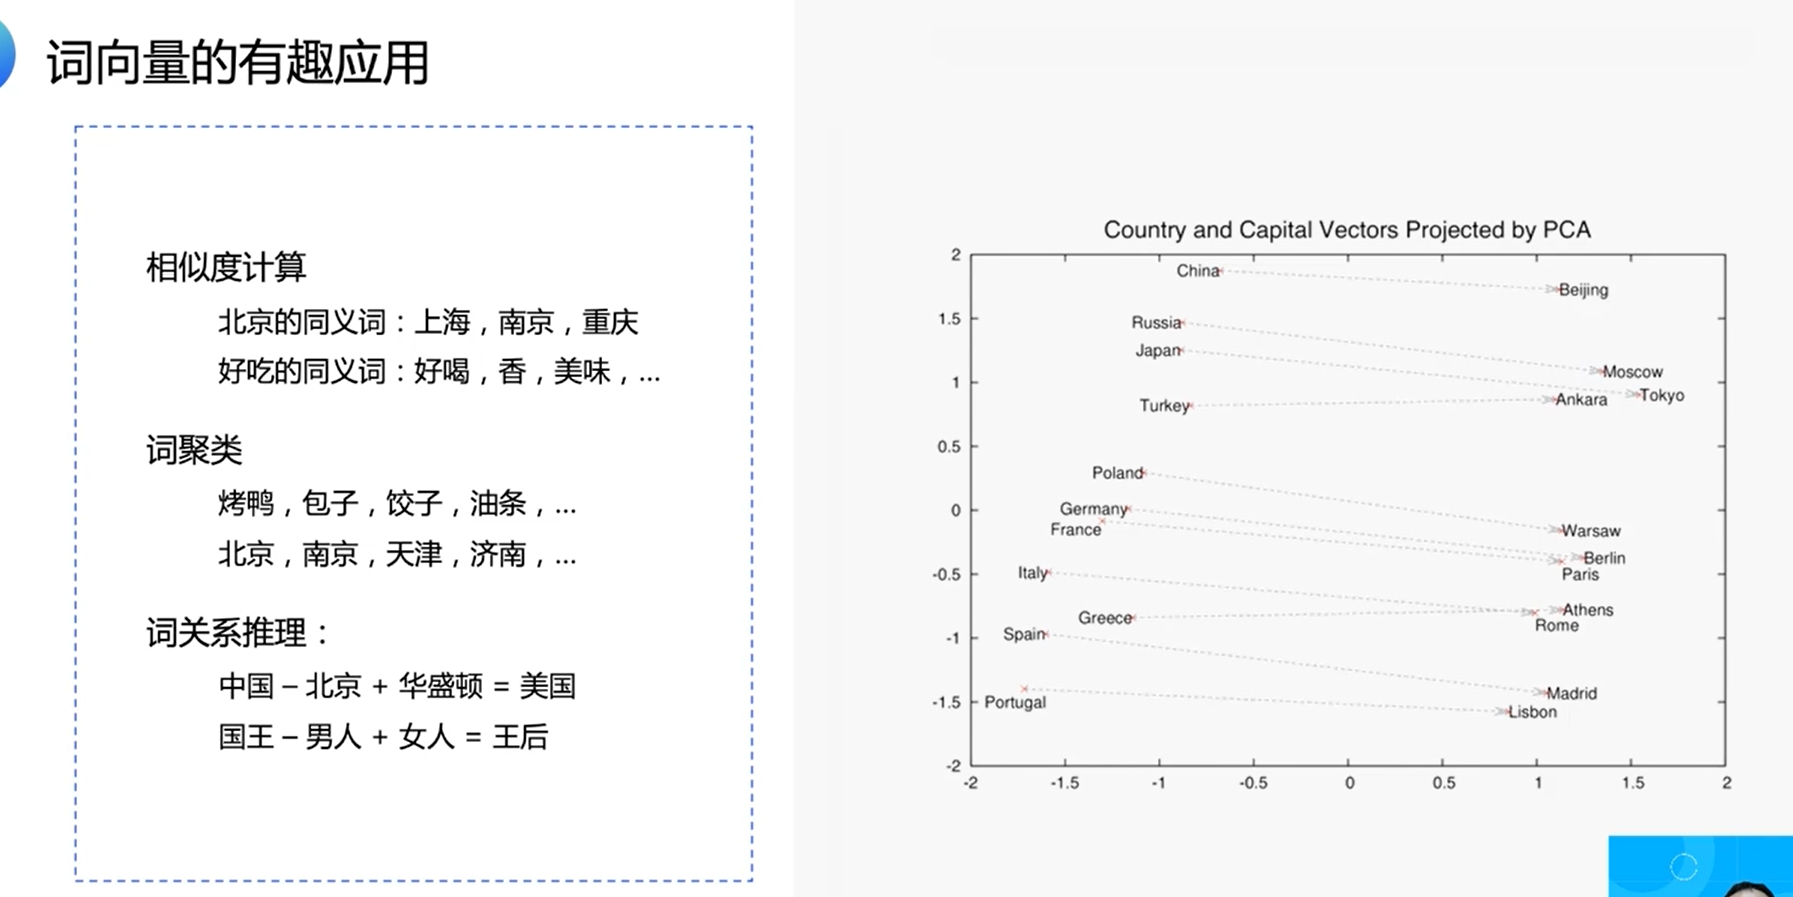 词向量的有趣应用
相似度计算
北京的同义词：上海，南京，重庆
好吃的同义词：好喝，香，美味，...
词聚类
烤鸭，包子，饺子，油条，...
北京，南京，天津，济南，...
词关系推理：
中国 – 北京 + 华盛顿 = 美国
国王 – 男人 + 女人 = 王后
Country and Capital Vectors Projected by PCA
2
China
Beijing
1.5
Russia
Japan
Moscow
1
Tokyo
Turkey
Ankara
0.5
Poland
0
Germany
Warsaw
France
Berlin
-0.5
Italy
Paris
Greece
Athens
Rome
-1
Spain
Madrid
-1.5
Portugal
Lisbon
-2
-2 -1.5 -1 -0.5 0 0.5 1 1.5 2